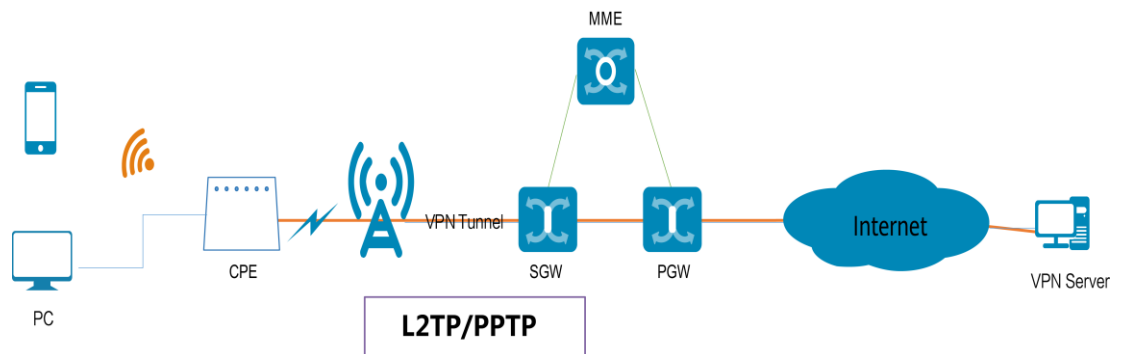 MME
VPN Tunnel
Internet
CPE
SGW
PGW
VPN Server
PC
L2TP/PPTP